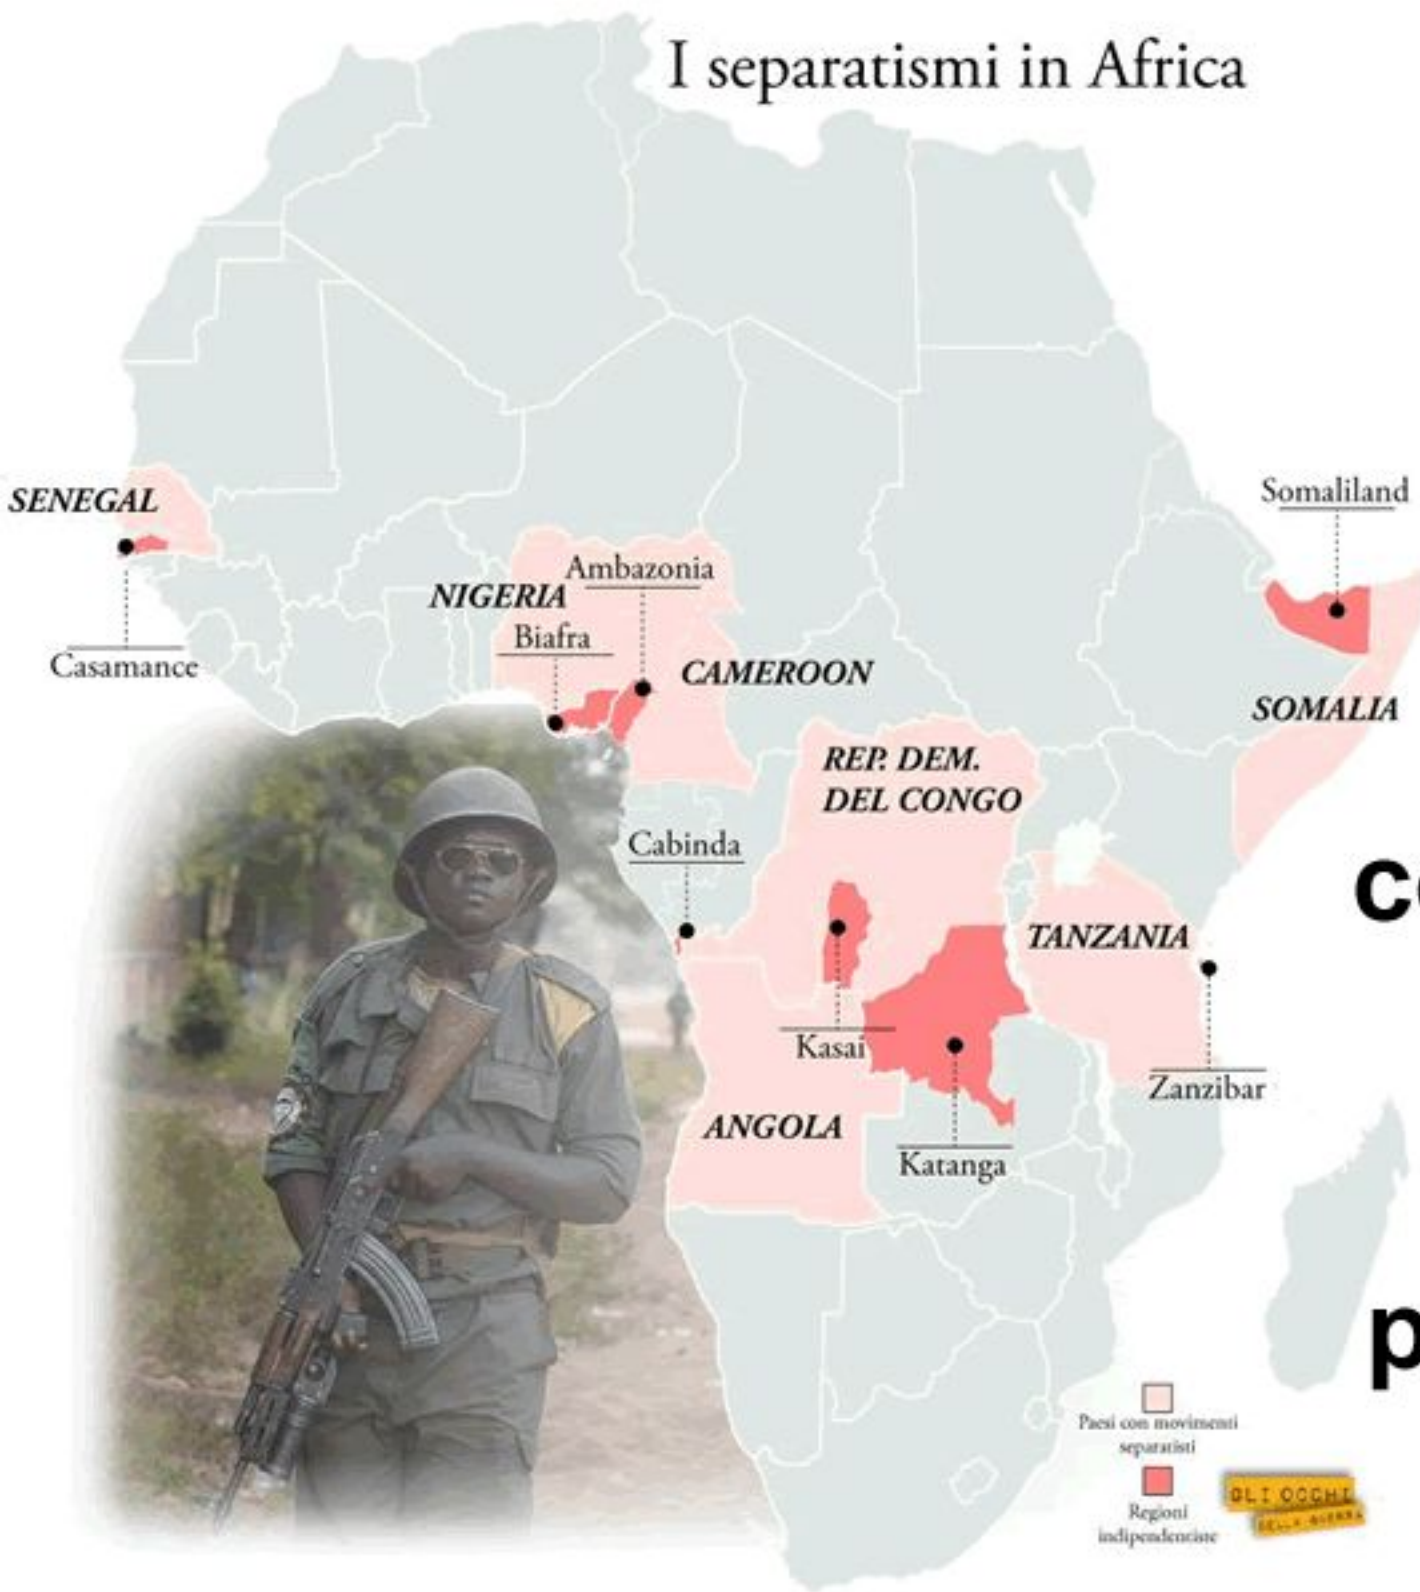 I separatismi in Africa
SENEGAL
Casamance
NIGERIA
Ambazonia
Biafra
CAMEROON
Somaliland
SOMALIA
REP. DEM.
DEL CONGO
Cabinda
TANZANIA
Kasai
Zanzibar
ANGOLA
Katanga
p
Paesi con movimenti
separatisti
Regioni
indipendentiste
GLI OCCHI
DELLA GUERRA